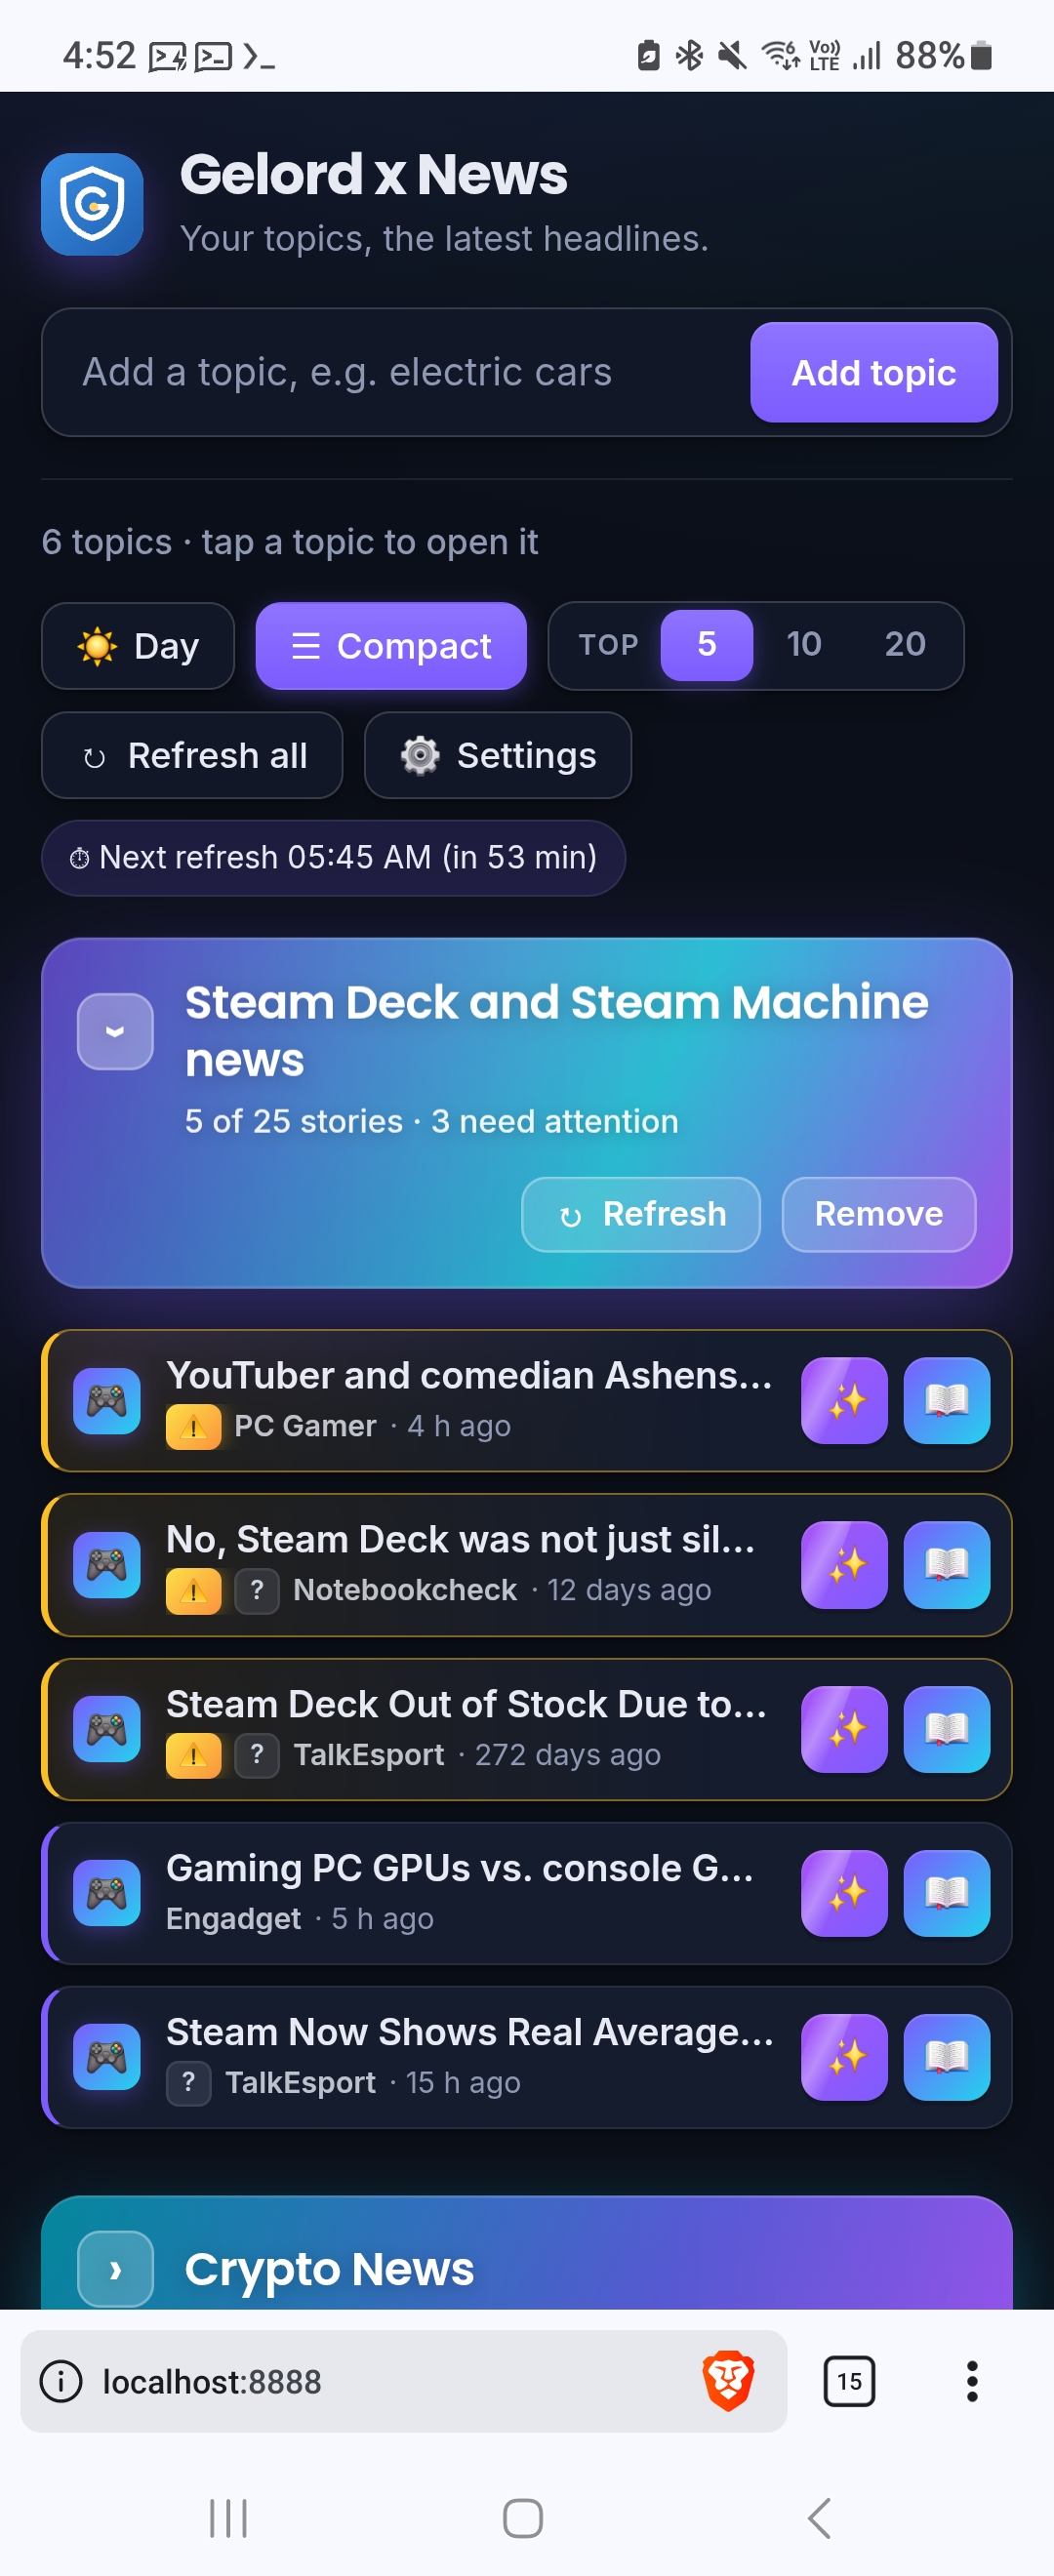 4:52
Vo))
LTE
6
88%
G
Gelord x News
Your topics, the latest headlines.
Add a topic, e.g. electric cars
Add topic
6 topics · tap a topic to open it
☀️ Day
☰ Compact
TOP 5 10 20
↻ Refresh all
⚙️ Settings
⏱ Next refresh 05:45 AM (in 53 min)
Steam Deck and Steam Machine
news
5 of 25 stories · 3 need attention
↻ Refresh
Remove
YouTuber and comedian Ashens...
⚠️ PC Gamer · 4 h ago
No, Steam Deck was not just sil...
⚠️ ? Notebookcheck · 12 days ago
Steam Deck Out of Stock Due to...
⚠️ ? TalkEsport · 272 days ago
Gaming PC GPUs vs. console G...
Engadget · 5 h ago
Steam Now Shows Real Average...
? TalkEsport · 15 h ago
› Crypto News
localhost:8888
15